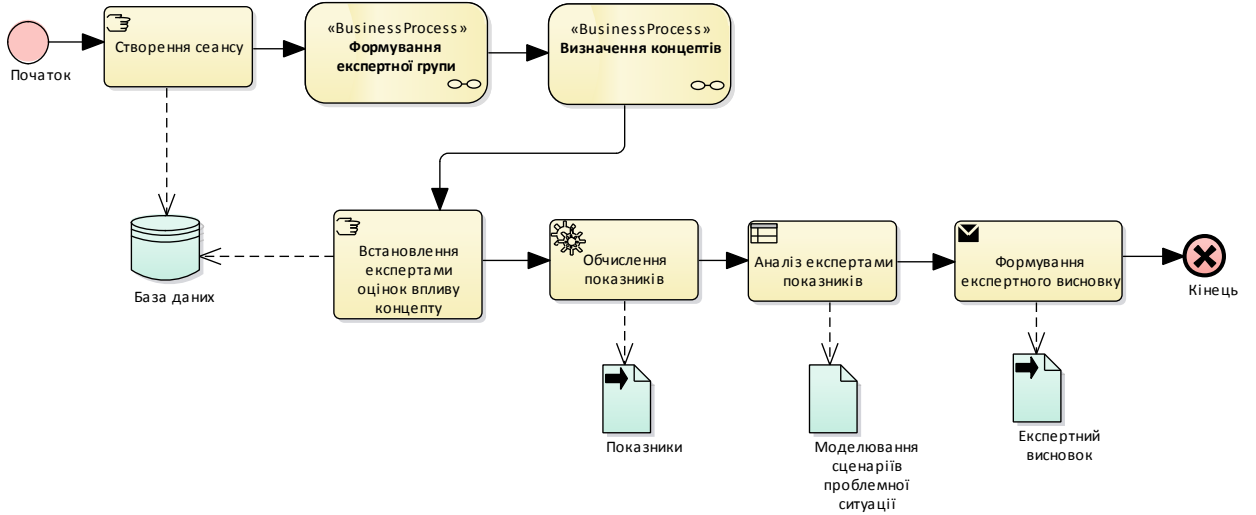 Початок
Створення сеансу
«BusinessProcess»
Формування
експертної групи
«BusinessProcess»
Визначення концептів
База даних
Встановлення
експертами
оцінок впливу
концепту
Обчислення
показників
Аналіз експертами
показників
Формування
експертного висновку
Кінець
Показники
Моделювання
сценаріїв
проблемної
ситуації
Експертний
висновок